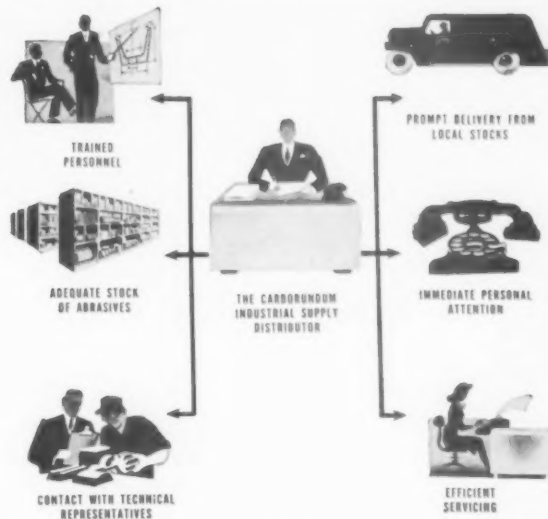 TRAINED
PERSONNEL
PROMPT DELIVERY FROM
LOCAL STOCKS
ADEQUATE STOCK
OF ABRASIVES
THE CARBORUNDUM
INDUSTRIAL SUPPLY
DISTRIBUTOR
IMMEDIATE PERSONAL
ATTENTION
CONTACT WITH TECHNICAL
REPRESENTATIVES
EFFICIENT
SERVICING